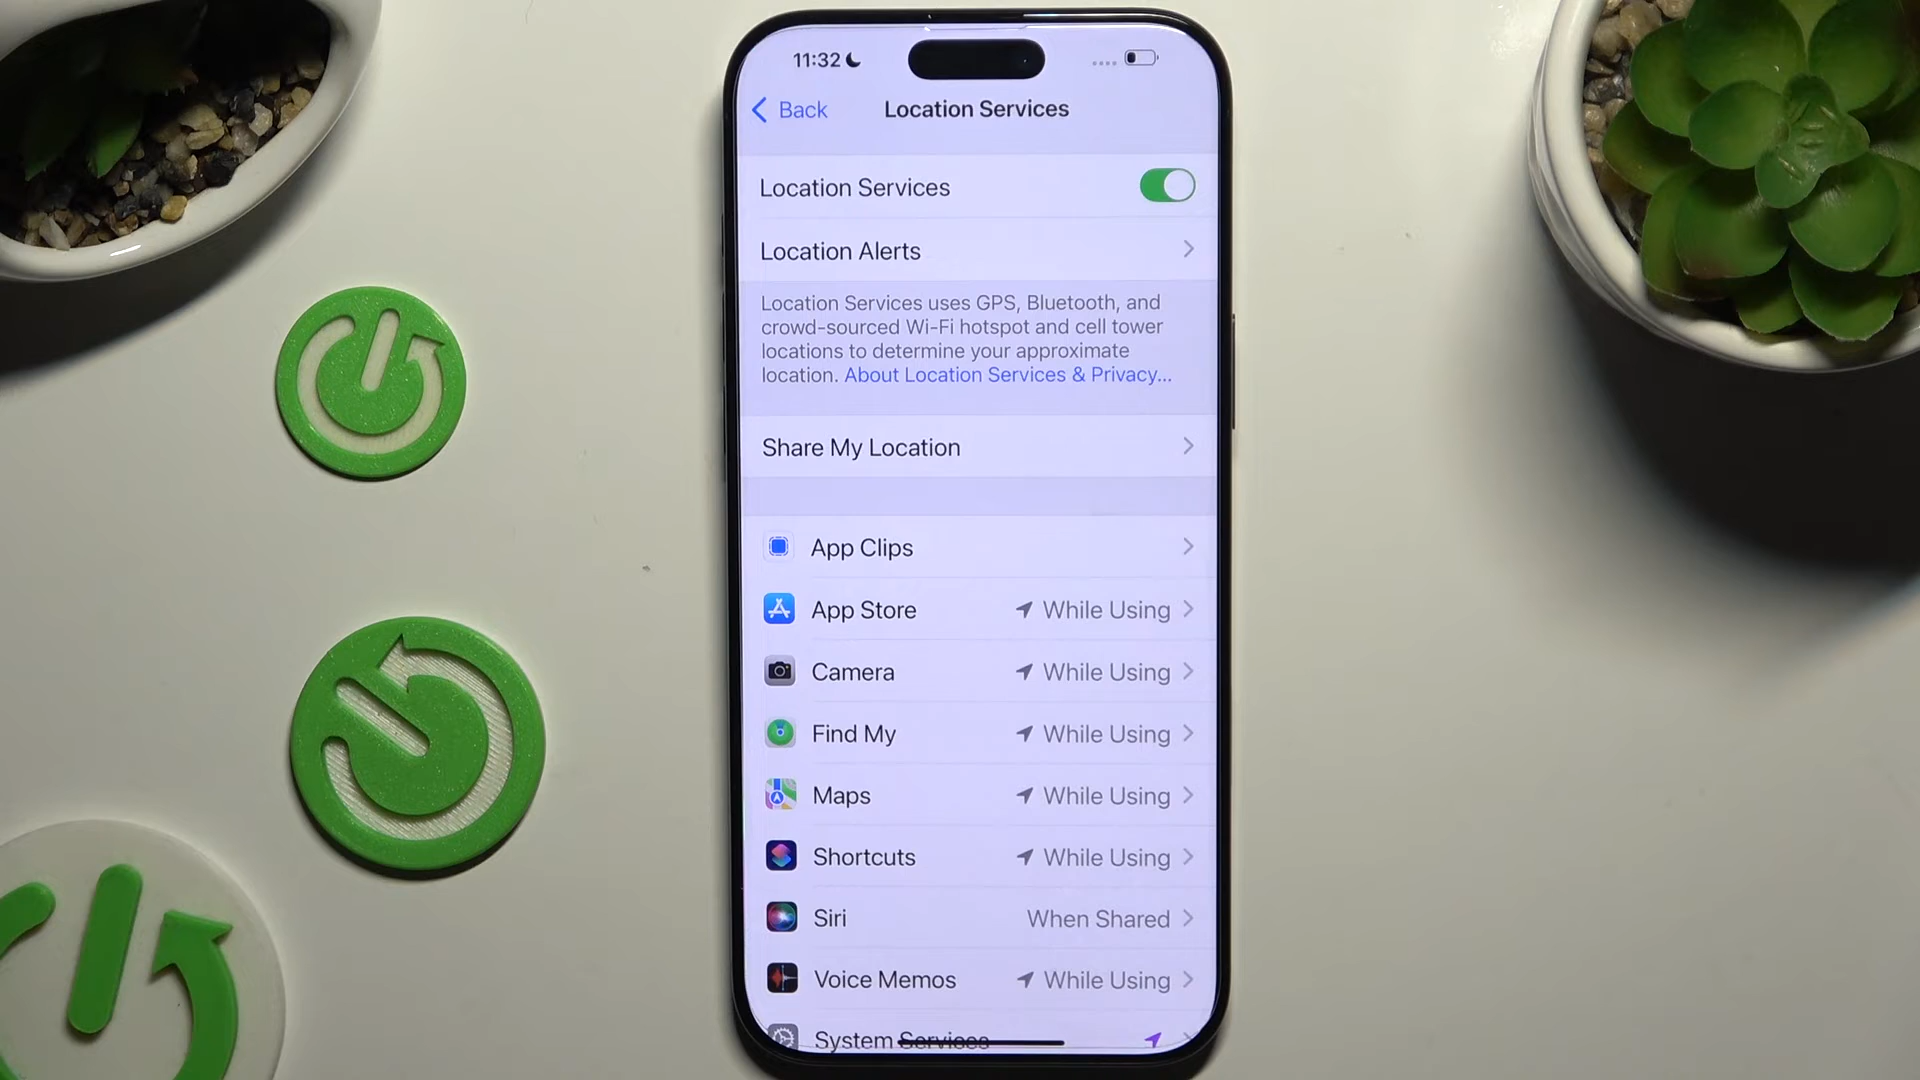 11:32
Back
Location Services
Location Services
Location Alerts
Location Services uses GPS, Bluetooth, and
crowd-sourced Wi-Fi hotspot and cell tower
locations to determine your approximate
location. About Location Services & Privacy...
Share My Location
App Clips
App Store While Using
Camera While Using
Find My While Using
Maps While Using
Shortcuts While Using
Siri When Shared
Voice Memos While Using
System Services